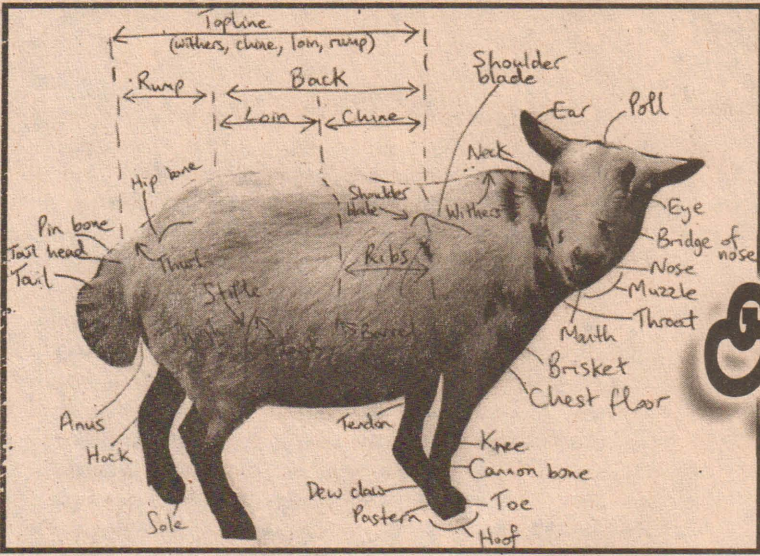 Topline
(withers, chine, loin, rump)
Rump
Back
Loin
Chine
Shoulder
blade
Ear
Poll
Neck
Hip bone
Shoulder
blade
Withers
Eye
Pin bone
Tail head
Tail
Thurl
Ribs
Bridge of
nose
Nose
Muzzle
Stifle
Throat
Barrel
Mouth
Brisket
Chest floor
Anus
Hock
Tendon
Knee
Cannon bone
Dew claw
Toe
Pastern
Sole
Hoof
G